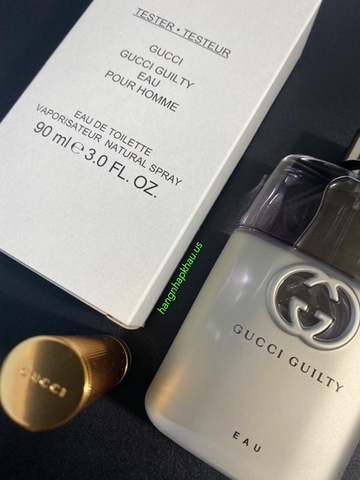 TESTER • TESTEUR
GUCCI
GUCCI GUILTY
EAU
POUR HOMME
EAU DE TOILETTE
VAPORISATEUR NATURAL SPRAY
90 ml ℮ 3.0 FL. OZ.
hangnhapkhau.us
GUCCI GUILTY
EAU
GUCCI